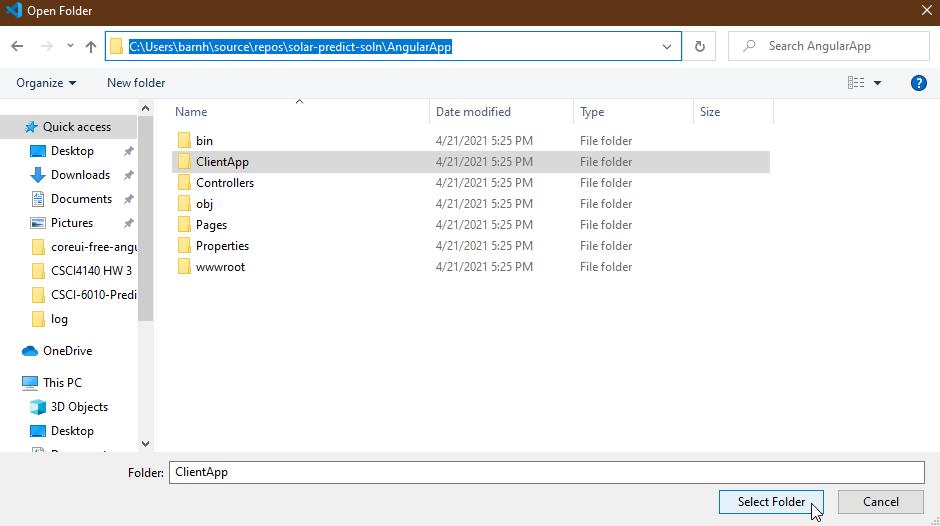 Open Folder
C:\Users\barnh\source\repos\solar-predict-soln\AngularApp
Search AngularApp
Organize New folder
Name Date modified Type Size
Quick access
Desktop
Downloads
Documents
Pictures
coreui-free-angu
CSCI4140 HW 3
CSCI-6010-Predi
log
OneDrive
This PC
3D Objects
Desktop
bin 4/21/2021 5:25 PM File folder
ClientApp 4/21/2021 5:25 PM File folder
Controllers 4/21/2021 5:25 PM File folder
obj 4/21/2021 5:25 PM File folder
Pages 4/21/2021 5:25 PM File folder
Properties 4/21/2021 5:25 PM File folder
wwwroot 4/21/2021 5:25 PM File folder
Folder: ClientApp
Select Folder Cancel